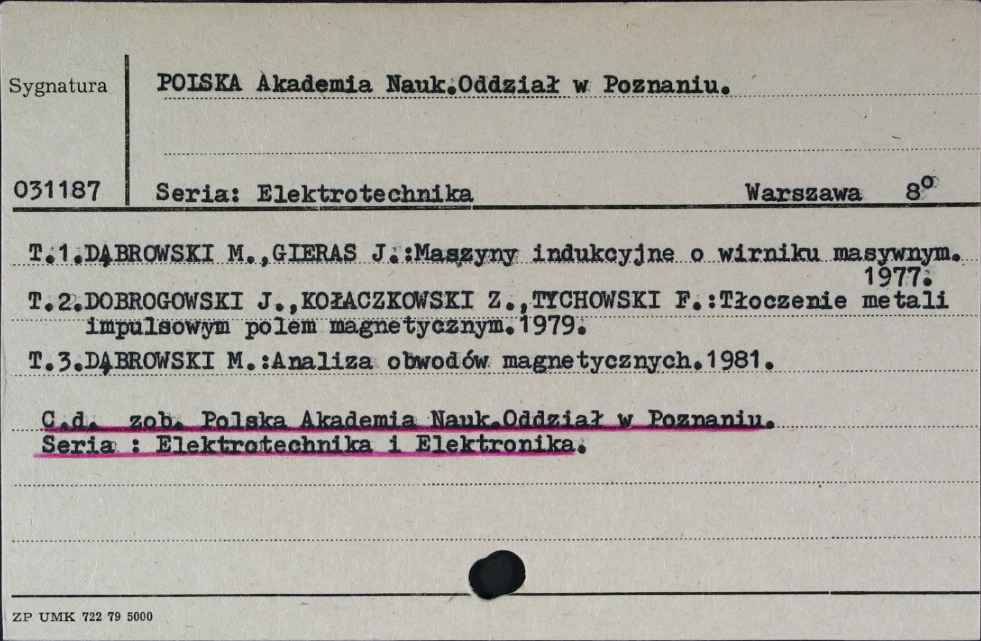 Sygnatura
POLSKA Akademia Nauk.Oddział w Poznaniu.
031187
Seria: Elektrotechnika Warszawa 8°
T.1.DĄBROWSKI M.,GIERAS J.:Maszyny indukcyjne o wirniku masywnym.
1977.
T.2.DOBROGOWSKI J.,KOŁACZKOWSKI Z.,TYCHOWSKI F.:Tłoczenie metali
impulsowym polem magnetycznym.1979.
T.3.DĄBROWSKI M.:Analiza obwodów magnetycznych.1981.
C.d. zob. Polska Akademia Nauk.Oddział w Poznaniu.
Seria : Elektrotechnika i Elektronika.
ZP UMK 722 79 5000